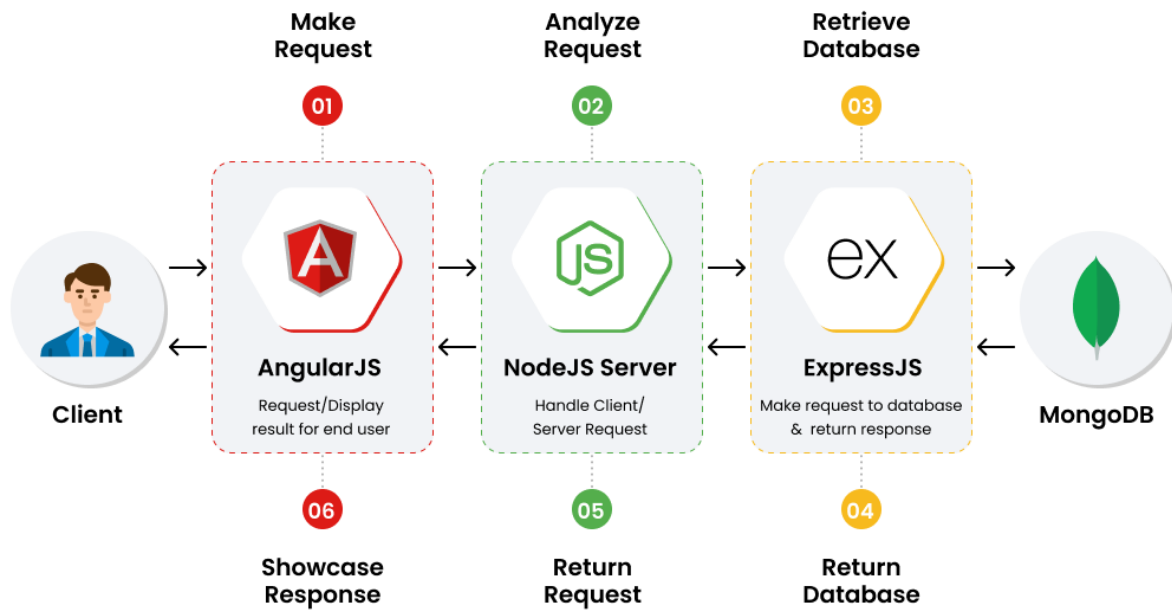 Make
Request
Analyze
Request
Retrieve
Database
01
02
03
JS
ex
AngularJS
NodeJS Server
ExpressJS
Request/Display
result for end user
Handle Client/
Server Request
Make request to database
& return response
Client
MongoDB
06
05
04
Showcase
Response
Return
Request
Return
Database